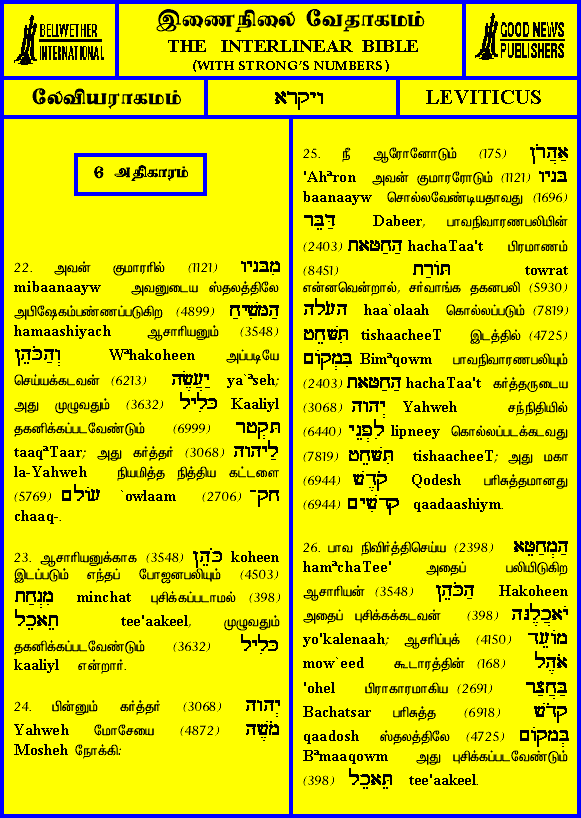 BELLWETHER
INTERNATIONAL
இணைநிலை வேதாகமம்
THE INTERLINEAR BIBLE
(WITH STRONG'S NUMBERS)
GOOD NEWS
PUBLISHERS
லேவியராகமம்
ויקרא
LEVITICUS
6 அதிகாரம்
22. அவன் குமாரரில் (1121) מִבָּנָיו
mibaanaayw அவனுடைய ஸ்தலத்திலே
அபிஷேகம்பண்ணப்படுகிற (4899) הַמָּשִׁיחַ
hamaashiyach ஆசாரியனும் (3548)
וְהַכֹּהֵן Wªhakoheen அப்படியே
செய்யக்கடவன் (6213) יַעֲשֶׂה yaʽªseh;
அது முழுவதும் (3632) כָּלִיל Kaaliyl
தகனிக்கப்படவேண்டும் (6999) תִּקְטַר
taaqªTaar; அது கர்த்தர் (3068) לַיהוָה
la-Yahweh நியமித்த நித்திய கட்டளை
(5769) עוֹלָם `owlaam (2706) חָק־
chaaq-.
23. ஆசாரியனுக்காக (3548) כֹּהֵן koheen
இடப்படும் எந்தப் போஜனபலியும் (4503)
מִנְחַת minchat புசிக்கப்படாமல் (398)
תֵאָכֵל tee'aakeel, முழுவதும்
தகனிக்கப்படவேண்டும் (3632) כָּלִיל
kaaliyl என்றார்.
24. பின்னும் கர்த்தர் (3068) יְהוָה
Yahweh மோசேயை (4872) מֹשֶׁה
Mosheh நோக்கி:
25. நீ ஆரோனோடும் (175) אַהֲרֹן
'Ahªron அவன் குமாரரோடும் (1121) בָּנָיו
baanaayw சொல்லவேண்டியதாவது (1696)
דַּבֵּר Dabeer, பாவநிவாரணபலியின்
(2403) הַחַטָּאת hachaTaa't பிரமாணம்
(8451) תּוֹרַת towrat
என்னவென்றால், சர்வாங்க தகனபலி (5930)
הָעֹלָה haa`olaah கொல்லப்படும் (7819)
תִּשָּׁחֵט tishaacheeT இடத்தில் (4725)
בִּמְקוֹם Bimªqowm பாவநிவாரணபலியும்
(2403) הַחַטָּאת hachaTaa't கர்த்தருடைய
(3068) יְהוָה Yahweh சந்நிதியில்
(6440) לִפְנֵי lipneey கொல்லப்படக்கடவது
(7819) תִּשָּׁחֵט tishaacheeT; அது மகா
(6944) קֹדֶשׁ Qodesh பரிசுத்தமானது
(6944) קָדָשִׁים qaadaashiym.
26. பாவ நிவிர்த்திசெய்ய (2398) הַמְחַטֵּא
hamªchaTee' அதைப் பலியிடுகிற
ஆசாரியன் (3548) הַכֹּהֵן Hakoheen
அதைப் புசிக்கக்கடவன் (398) יֹאכֲלֶנָּה
yo'kalenaah; ஆசரிப்புக் (4150) מוֹעֵד
mow`eed கூடாரத்தின் (168) אֹהֶל
'ohel பிராகாரமாகிய (2691) בַּחֲצַר
Bachatsar பரிசுத்த (6918) קָדֹשׁ
qaadosh ஸ்தலத்திலே (4725) בְּמָקוֹם
Bªmaaqowm அது புசிக்கப்படவேண்டும்
(398) תֵּאָכֵל tee'aakeel.